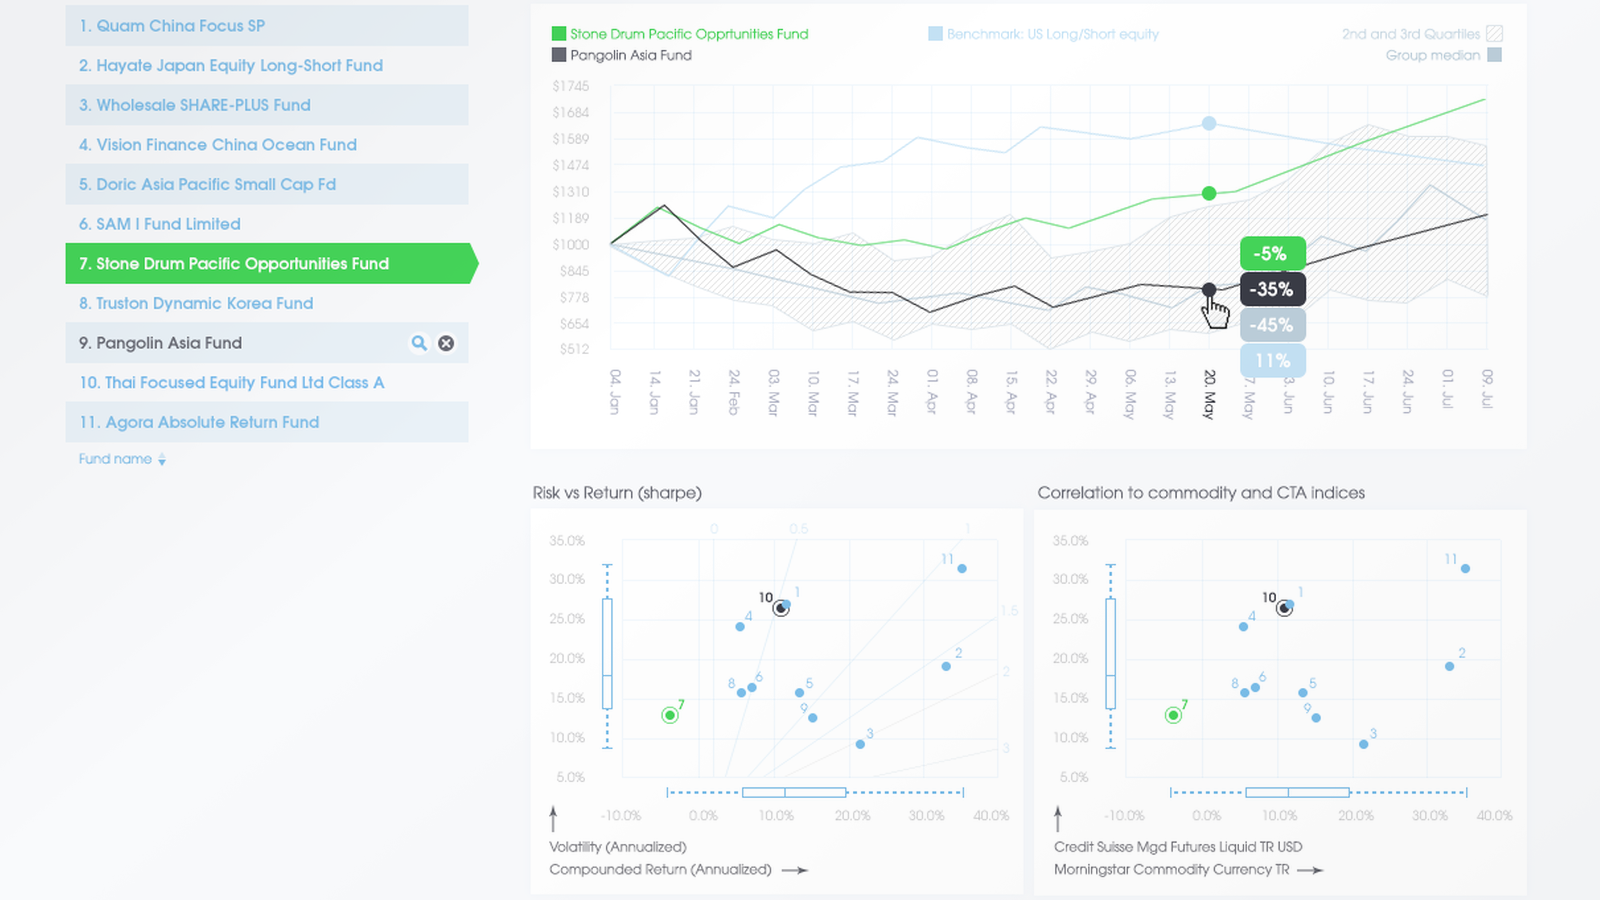 1. Quam China Focus SP
2. Hayate Japan Equity Long-Short Fund
3. Wholesale SHARE-PLUS Fund
4. Vision Finance China Ocean Fund
5. Doric Asia Pacific Small Cap Fd
6. SAM I Fund Limited
7. Stone Drum Pacific Opportunities Fund
8. Truston Dynamic Korea Fund
9. Pangolin Asia Fund
10. Thai Focused Equity Fund Ltd Class A
11. Agora Absolute Return Fund
Fund name
Stone Drum Pacific Opprtunities Fund
Pangolin Asia Fund
Benchmark: US Long/Short equity
2nd and 3rd Quartiles
Group median
$1745
$1684
$1589
$1474
$1310
$1189
$1000
$845
$778
$654
$512
-5%
-35%
-45%
11%
04. Jan
14. Jan
21. Jan
24. Feb
03. Mar
10. Mar
17. Mar
24. Mar
01. Apr
08. Apr
15. Apr
22. Apr
29. Apr
06. May
13. May
20. May
7. May
3. Jun
10. Jun
17. Jun
24. Jun
01. Jul
09. Jul
Risk vs Return (sharpe)
0 0.5 1
35.0%
30.0%
25.0%
20.0%
15.0%
10.0%
5.0%
11
10 1
4
1.5
2
2
8 6 5
9
7
3
3
-10.0% 0.0% 10.0% 20.0% 30.0% 40.0%
Volatility (Annualized)
Compounded Return (Annualized)
Correlation to commodity and CTA indices
35.0%
30.0%
25.0%
20.0%
15.0%
10.0%
5.0%
11
10 1
4
2
8 6 5
9
7
3
-10.0% 0.0% 10.0% 20.0% 30.0% 40.0%
Credit Suisse Mgd Futures Liquid TR USD
Morningstar Commodity Currency TR